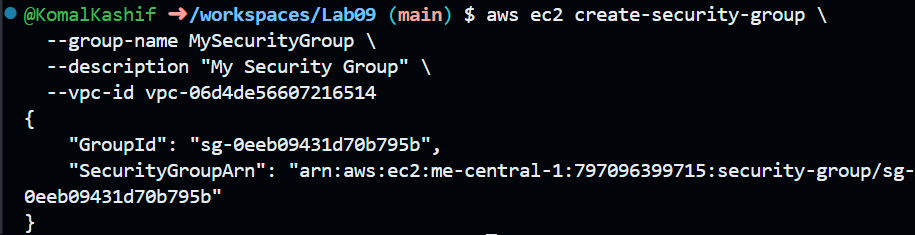 @KomalKashif ➜/workspaces/Lab09 (main) $ aws ec2 create-security-group \
  --group-name MySecurityGroup \
  --description "My Security Group" \
  --vpc-id vpc-06d4de56607216514
{
    "GroupId": "sg-0eeb09431d70b795b",
    "SecurityGroupArn": "arn:aws:ec2:me-central-1:797096399715:security-group/sg-
0eeb09431d70b795b"
}